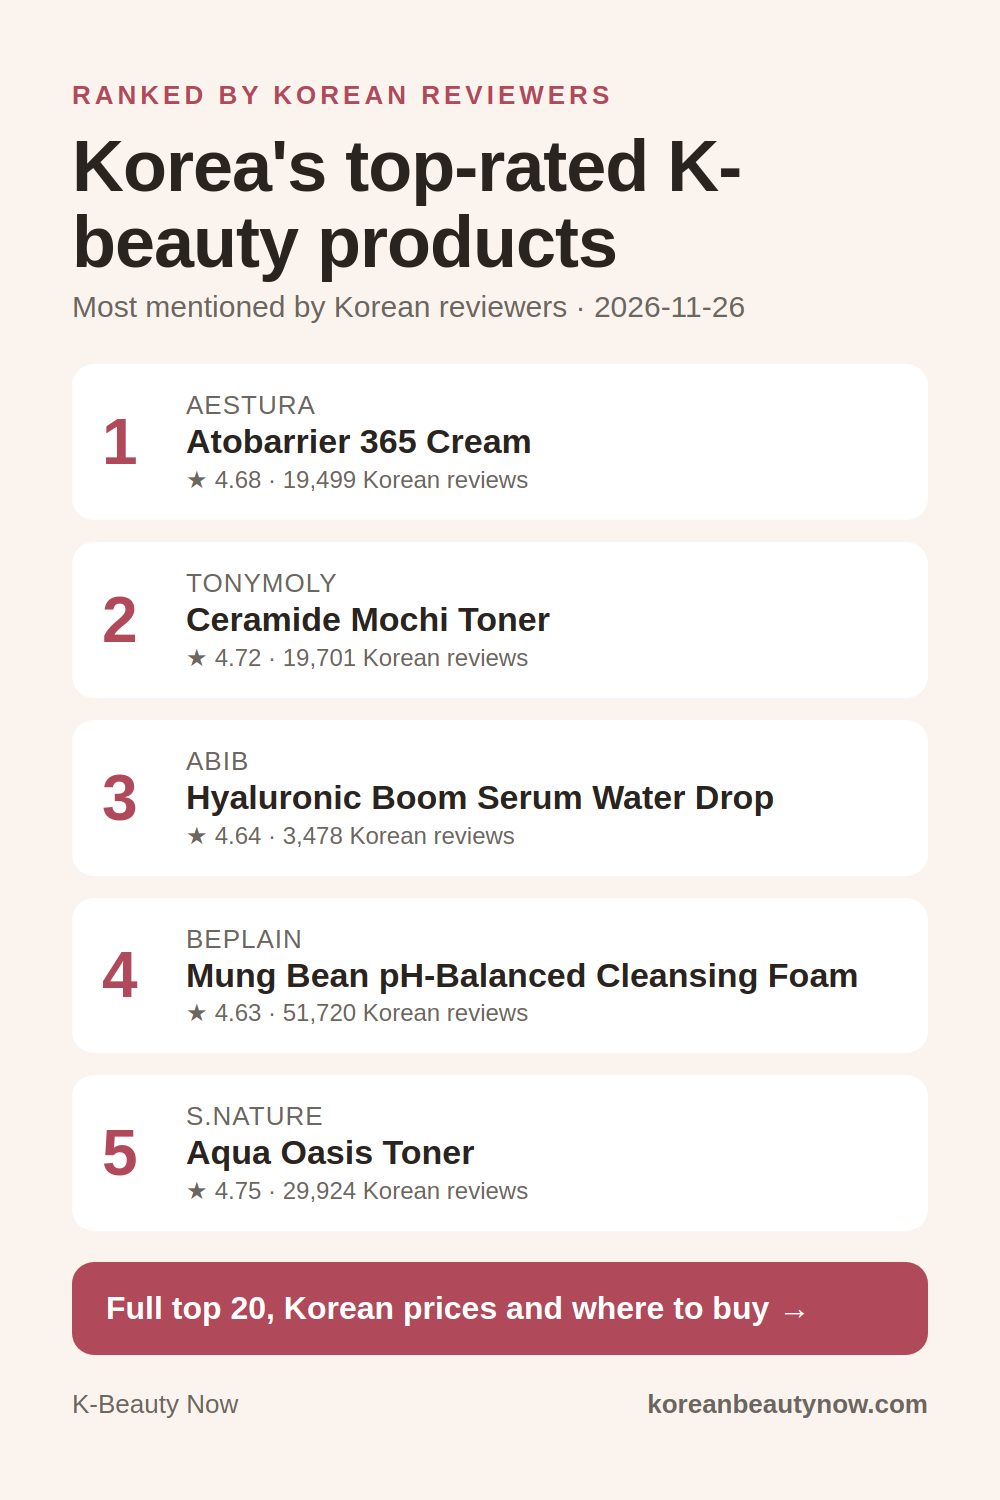 RANKED BY KOREAN REVIEWERS
Korea's top-rated K-
beauty products
Most mentioned by Korean reviewers · 2026-11-26
1
AESTURA
Atobarrier 365 Cream
★ 4.68 · 19,499 Korean reviews
2
TONYMOLY
Ceramide Mochi Toner
★ 4.72 · 19,701 Korean reviews
3
ABIB
Hyaluronic Boom Serum Water Drop
★ 4.64 · 3,478 Korean reviews
4
BEPLAIN
Mung Bean pH-Balanced Cleansing Foam
★ 4.63 · 51,720 Korean reviews
5
S.NATURE
Aqua Oasis Toner
★ 4.75 · 29,924 Korean reviews
Full top 20, Korean prices and where to buy →
K-Beauty Now
koreanbeautynow.com